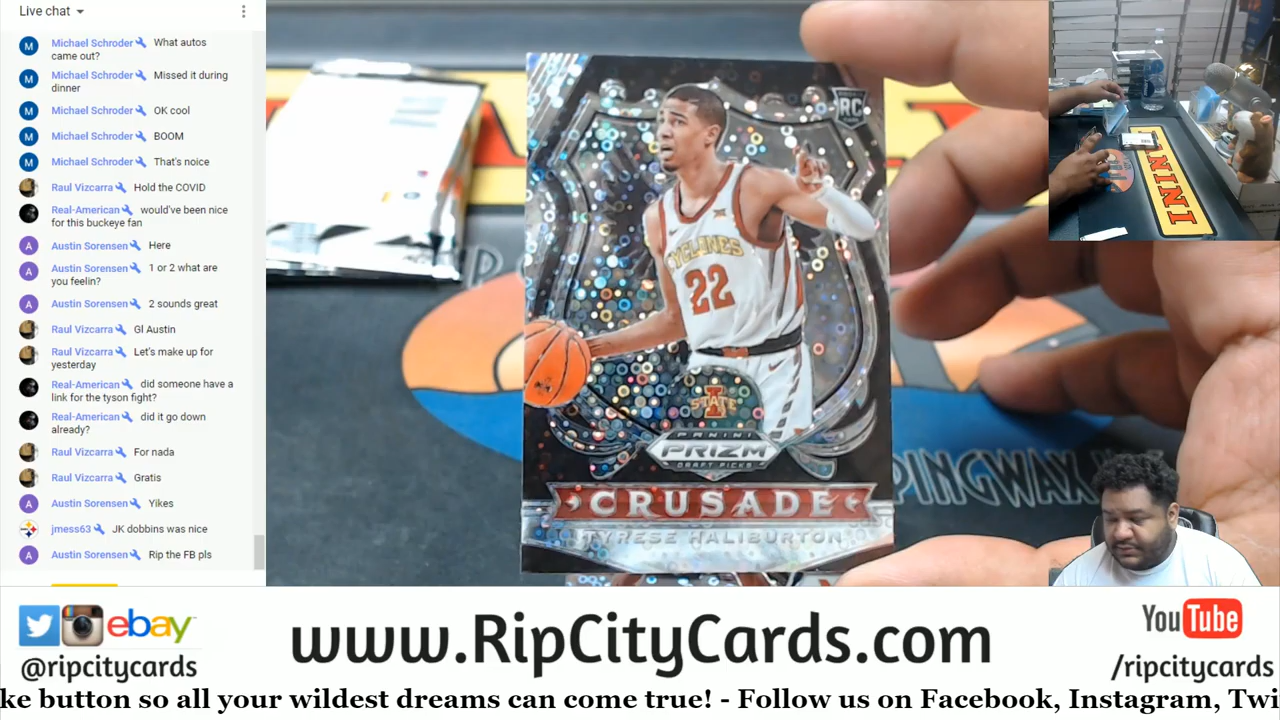 Live chat
M Michael Schroder What autos
came out?
M Michael Schroder Missed it during
dinner
M Michael Schroder OK cool
M Michael Schroder BOOM
M Michael Schroder That's noice
Raul Vizcarra Hold the COVID
Real-American would've been nice
for this buckeye fan
A Austin Sorensen Here
A Austin Sorensen 1 or 2 what are
you feelin?
A Austin Sorensen 2 sounds great
Raul Vizcarra Gl Austin
Raul Vizcarra Let's make up for
yesterday
Real-American did someone have a
link for the tyson fight?
Real-American did it go down
already?
Raul Vizcarra For nada
Raul Vizcarra Gratis
A Austin Sorensen Yikes
jmess63 JK dobbins was nice
A Austin Sorensen Rip the FB pls
RC
XII
CYCLONES
22
I
STATE
PANINI
PRIZM
DRAFT PICKS
CRUSADE
TYRESE HALIBURTON
PINGWAX
NINI
ebay
@ripcitycards
www.RipCityCards.com
YouTube
/ripcitycards
ke button so all your wildest dreams can come true! - Follow us on Facebook, Instagram, Twi